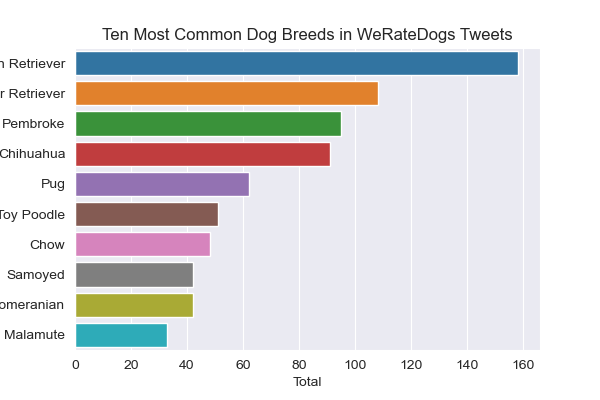 Ten Most Common Dog Breeds in WeRateDogs Tweets
n Retriever
r Retriever
Pembroke
Chihuahua
Pug
Toy Poodle
Chow
Samoyed
omeranian
Malamute
0 20 40 60 80 100 120 140 160
Total